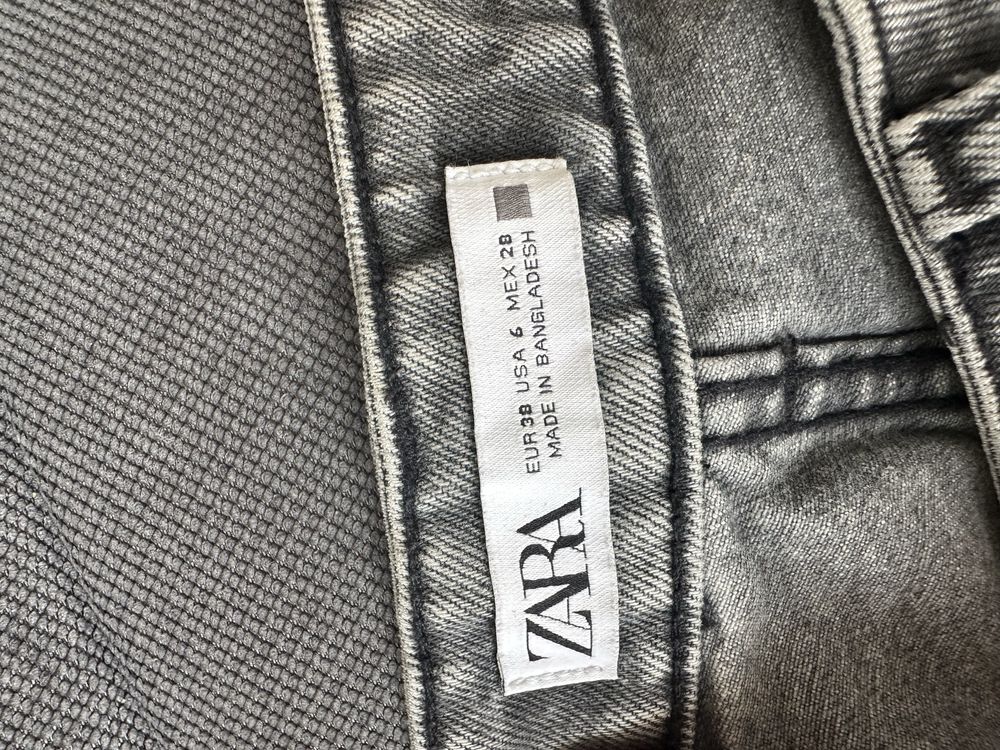 ZARA
EUR 38 USA 6 MEX 28
MADE IN BANGLADESH